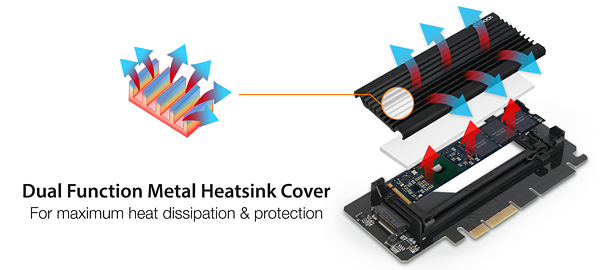 Dual Function Metal Heatsink Cover
For maximum heat dissipation & protection